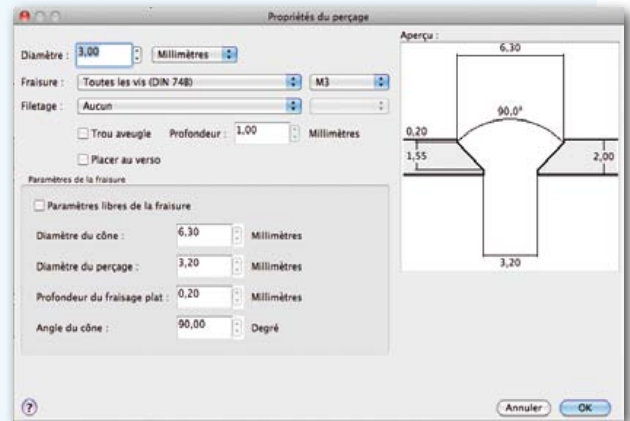 Propriétés du perçage
Diamètre : 3,00 Millimètres
Fraisure : Toutes les vis (DIN 74B) M3
Filetage : Aucun
Trou aveugle Profondeur : 1,00 Millimètres
Placer au verso
Paramètres de la fraisure
Paramètres libres de la fraisure
Diamètre du cône : 6,30 Millimètres
Diamètre du perçage : 3,20 Millimètres
Profondeur du fraisage plat : 0,20 Millimètres
Angle du cône : 90,00 Degré
Aperçu :
6,30
90,0°
0,20
1,55 2,00
3,20
? Annuler OK